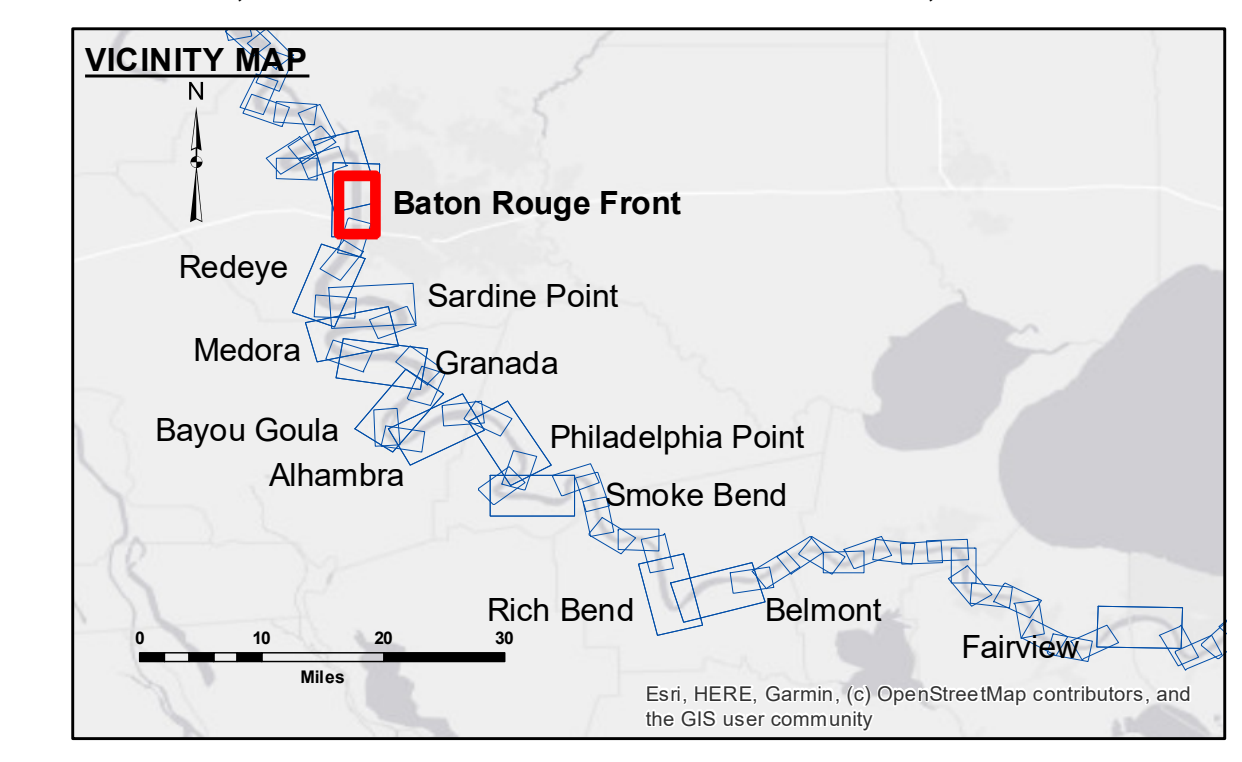 VICINITY MAP
N
Baton Rouge Front
Redeye
Sardine Point
Medora
Granada
Bayou Goula
Philadelphia Point
Alhambra
Smoke Bend
Rich Bend
Belmont
Fairview
0 10 20 30
Miles
Esri, HERE, Garmin, (c) OpenStreetMap contributors, and
the GIS user community